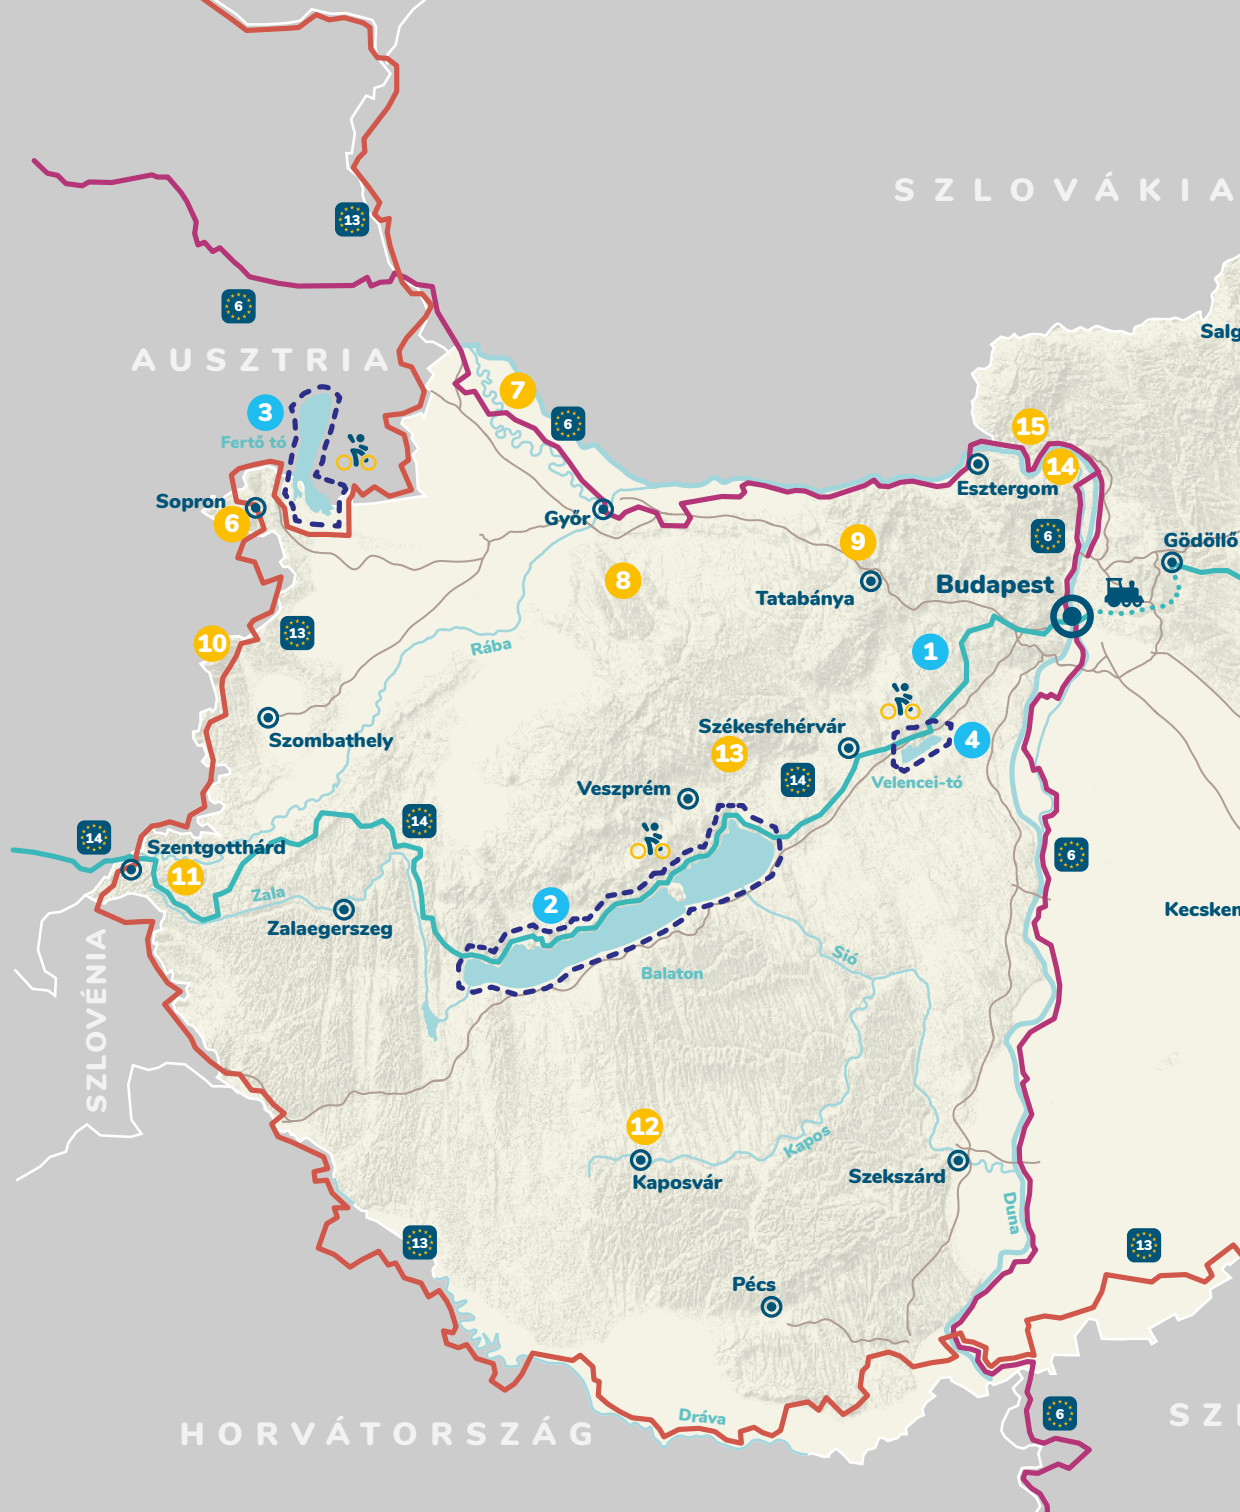 SZLOVÁKIA
13
6
Salg
AUSZTRIA
7
3
6
15
Fertő tó
14
Esztergom
Sopron
Győr
6
9
6
Gödöllő
8
Budapest
Tatabánya
13
10
Rába
1
Szombathely
Székesfehérvár
13
4
14
Velencei-tó
Veszprém
14
14
Szentgotthárd
6
11
Zala
2
Kecskem
Zalaegerszeg
Sió
Balaton
SZLOVÉNIA
12
Kapos
Kaposvár
Szekszárd
Duna
13
13
Pécs
Dráva
6
HORVÁTORSZÁG
SZE